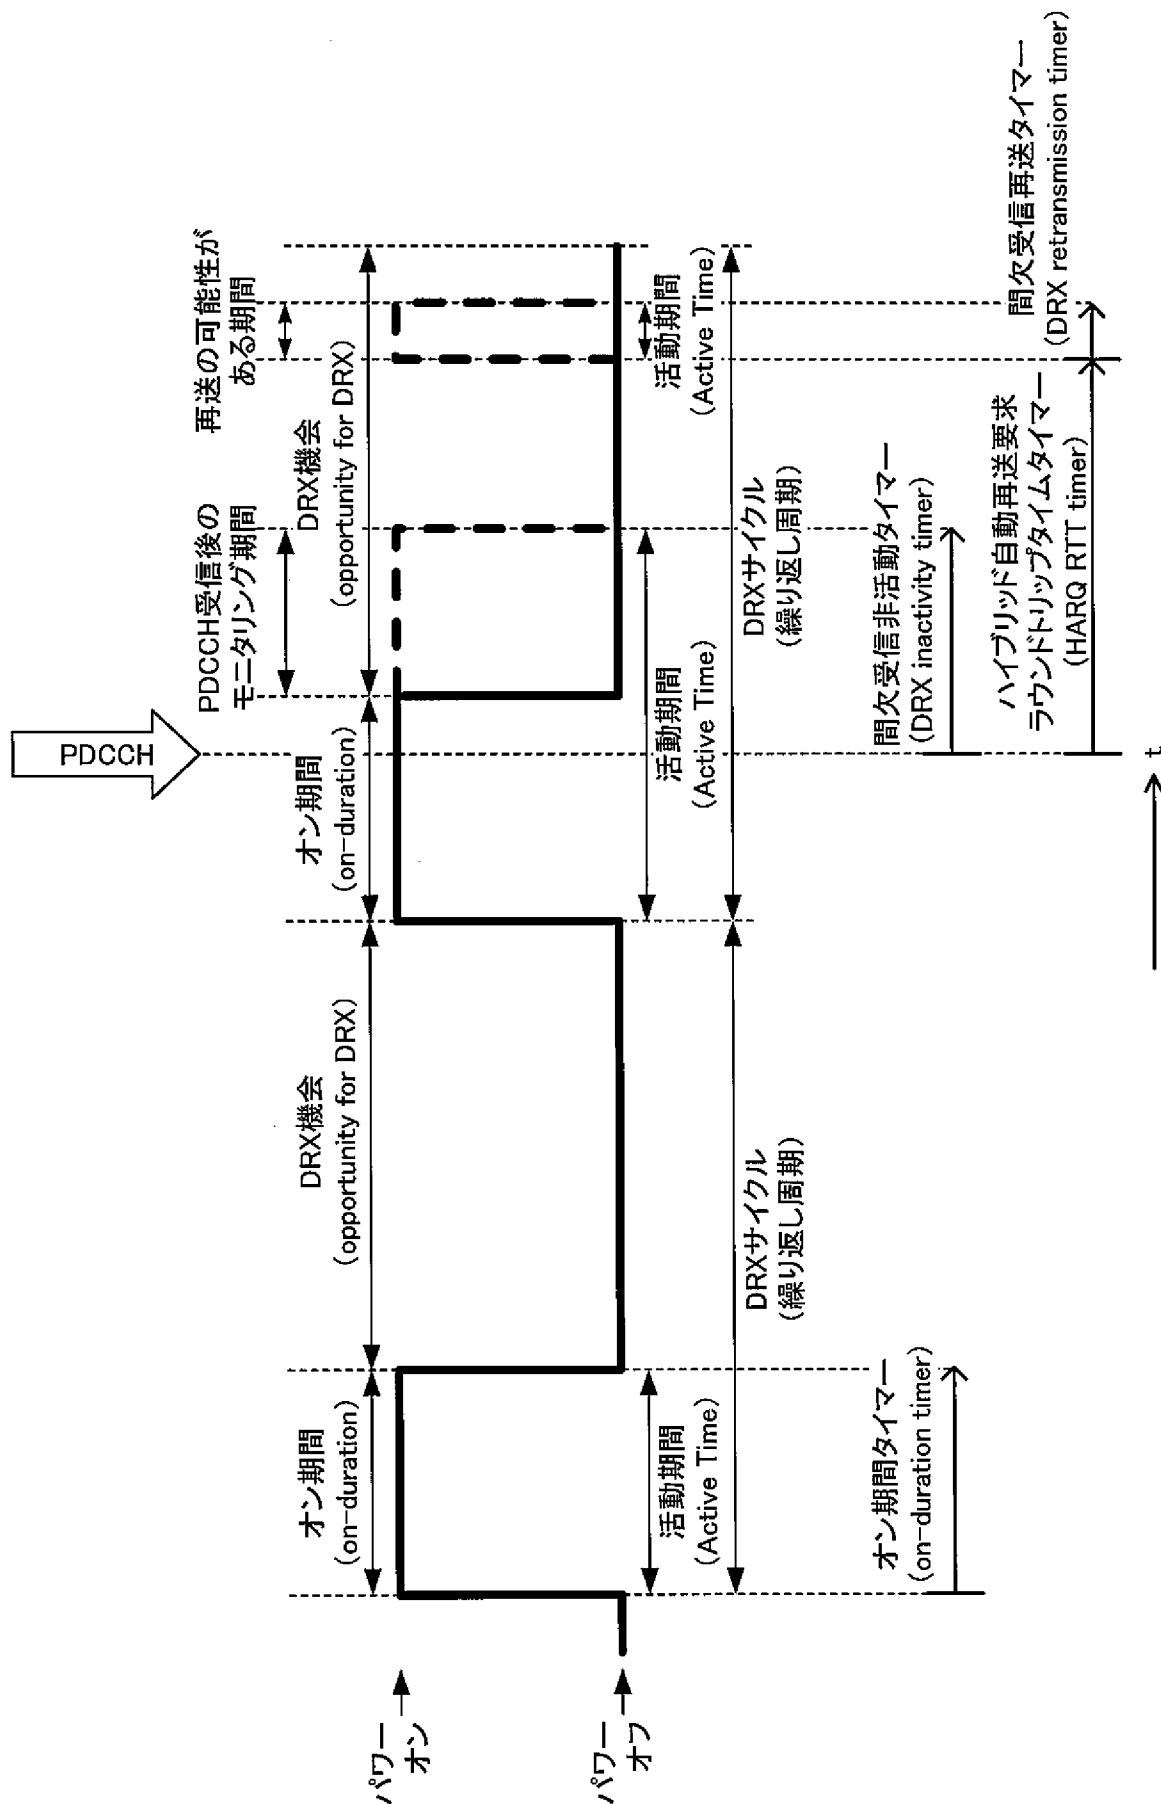 PDCCH
PDCCH受信後の
モニタリング期間
再送の可能性が
ある期間
オン期間
(on-duration)
DRX機会
(opportunity for DRX)
オン期間
(on-duration)
DRX機会
(opportunity for DRX)
パワー
オン
パワー
オフ
活動期間
(Active Time)
活動期間
(Active Time)
活動期間
(Active Time)
DRXサイクル
(繰り返し周期)
DRXサイクル
(繰り返し周期)
オン期間タイマー
(on-duration timer)
間欠受信非活動タイマー
(DRX inactivity timer)
ハイブリッド自動再送要求
ラウンドトリップタイムタイマー
(HARQ RTT timer)
間欠受信再送タイマー
(DRX retransmission timer)
t